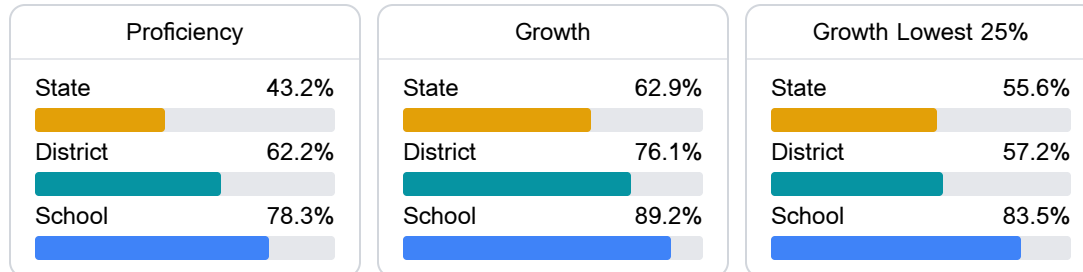 Proficiency
State 43.2%
District 62.2%
School 78.3%
Growth
State 62.9%
District 76.1%
School 89.2%
Growth Lowest 25%
State 55.6%
District 57.2%
School 83.5%